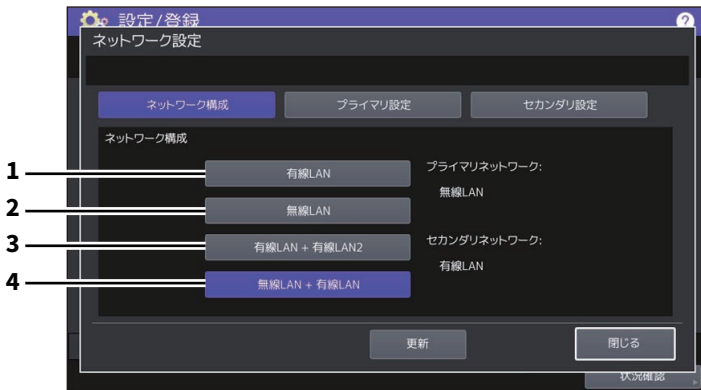 設定/登録
?
ネットワーク設定
ネットワーク構成
プライマリ設定
セカンダリ設定
ネットワーク構成
1
有線LAN
プライマリネットワーク:
無線LAN
2
無線LAN
3
有線LAN + 有線LAN2
セカンダリネットワーク:
有線LAN
4
無線LAN + 有線LAN
更新
閉じる
状況確認